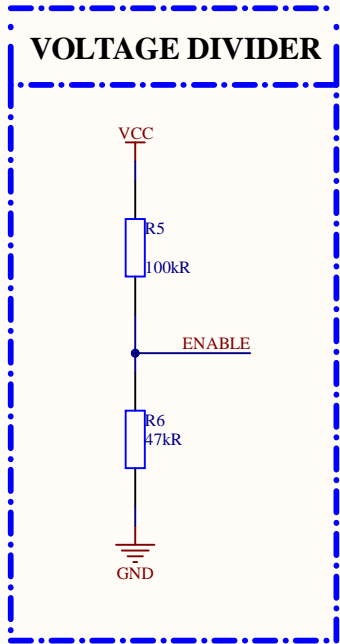 VOLTAGE DIVIDER
VCC
R5
100kR
ENABLE
R6
47kR
GND